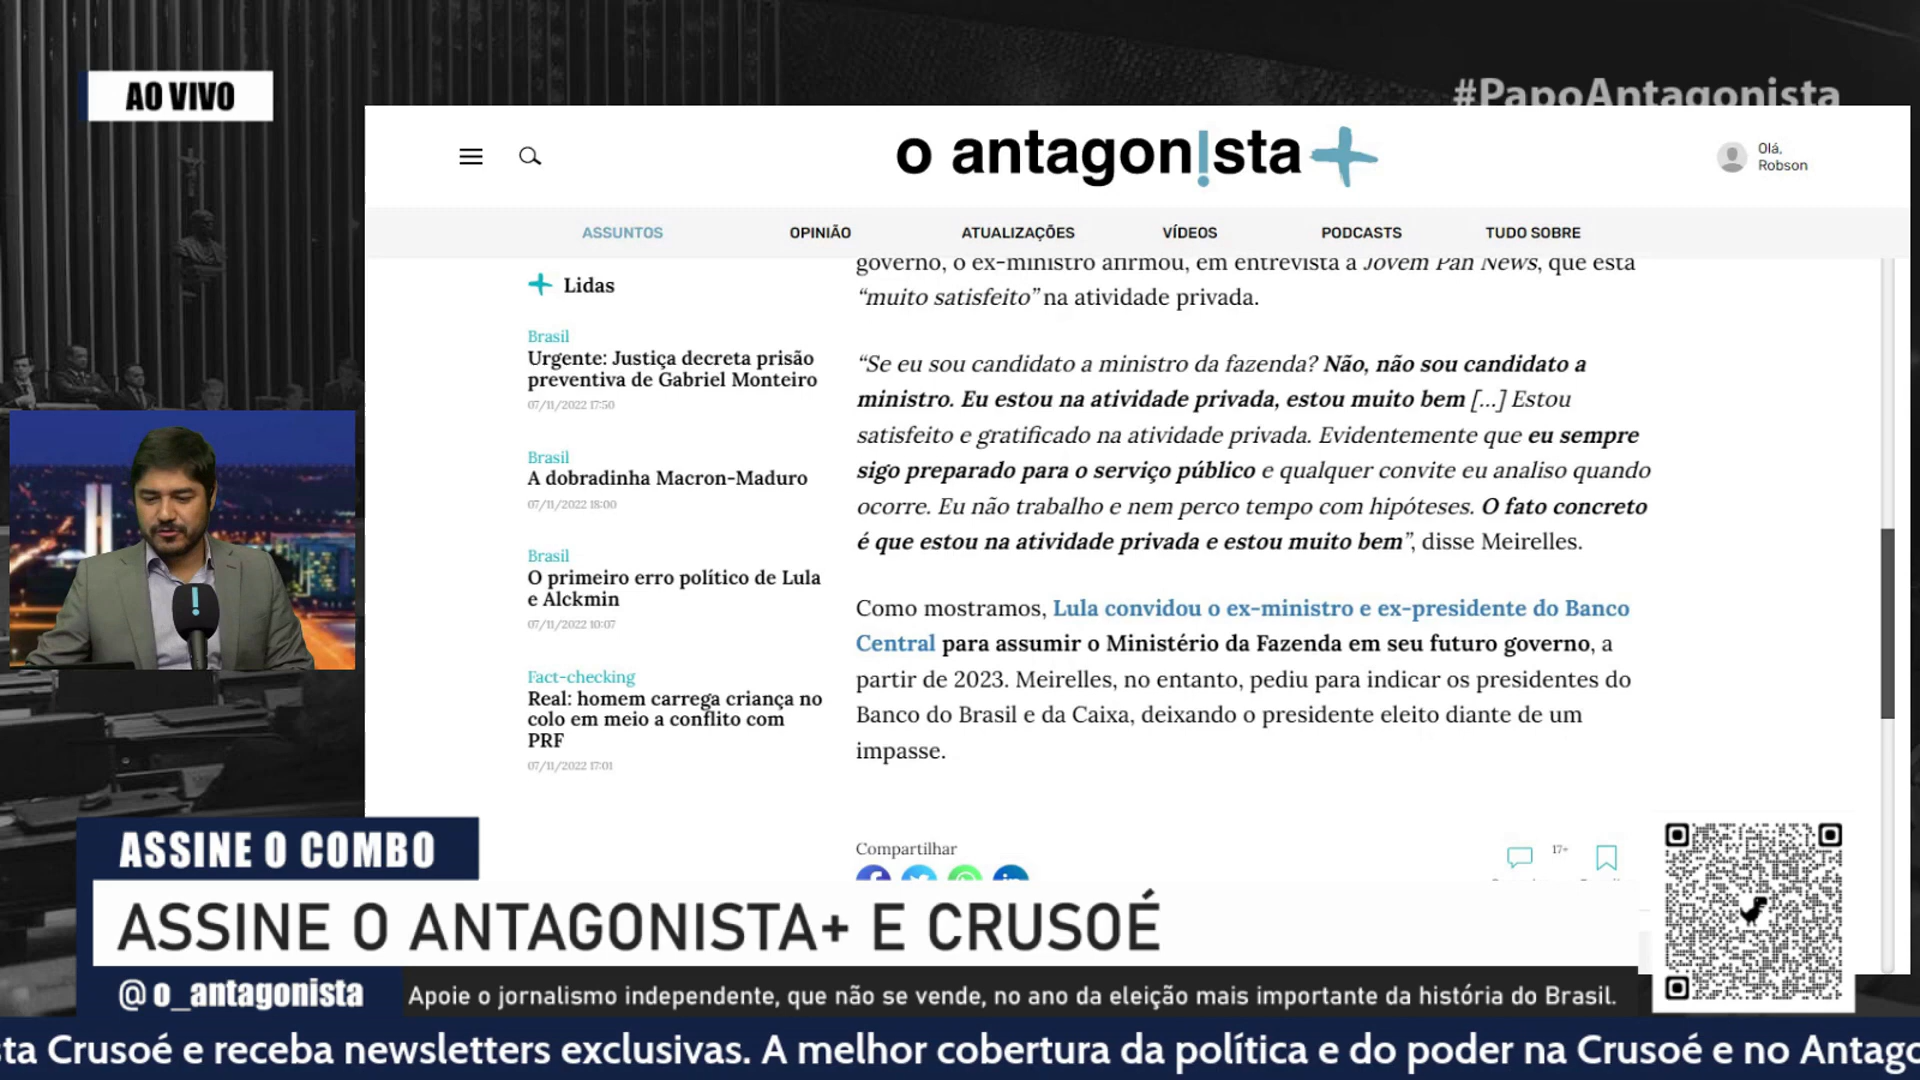 AO VIVO
#PapoAntagonista
o antagonista+
Olá,
Robson
ASSUNTOS
OPINIÃO
ATUALIZAÇÕES
VÍDEOS
PODCASTS
TUDO SOBRE
+ Lidas
Brasil
Urgente: Justiça decreta prisão
preventiva de Gabriel Monteiro
07/11/2022 17:50
Brasil
A dobradinha Macron-Maduro
07/11/2022 18:00
Brasil
O primeiro erro político de Lula
e Alckmin
07/11/2022 10:07
Fact-checking
Real: homem carrega criança no
colo em meio a conflito com
PRF
07/11/2022 17:01
governo, o ex-ministro afirmou, em entrevista à Jovem Pan News, que está
“muito satisfeito” na atividade privada.
“Se eu sou candidato a ministro da fazenda? Não, não sou candidato a
ministro. Eu estou na atividade privada, estou muito bem [...] Estou
satisfeito e gratificado na atividade privada. Evidentemente que eu sempre
sigo preparado para o serviço público e qualquer convite eu analiso quando
ocorre. Eu não trabalho e nem perco tempo com hipóteses. O fato concreto
é que estou na atividade privada e estou muito bem”, disse Meirelles.
Como mostramos, Lula convidou o ex-ministro e ex-presidente do Banco
Central para assumir o Ministério da Fazenda em seu futuro governo, a
partir de 2023. Meirelles, no entanto, pediu para indicar os presidentes do
Banco do Brasil e da Caixa, deixando o presidente eleito diante de um
impasse.
Compartilhar
17+
ASSINE O COMBO
ASSINE O ANTAGONISTA+ E CRUSOÉ
@o_antagonista
Apoie o jornalismo independente, que não se vende, no ano da eleição mais importante da história do Brasil.
sta Crusoé e receba newsletters exclusivas. A melhor cobertura da política e do poder na Crusoé e no Antago